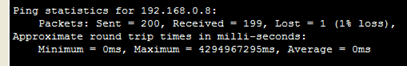 Ping statistics for 192.168.0.8:
    Packets: Sent = 200, Received = 199, Lost = 1 (1% loss),
Approximate round trip times in milli-seconds:
    Minimum = 0ms, Maximum = 4294967295ms, Average = 0ms